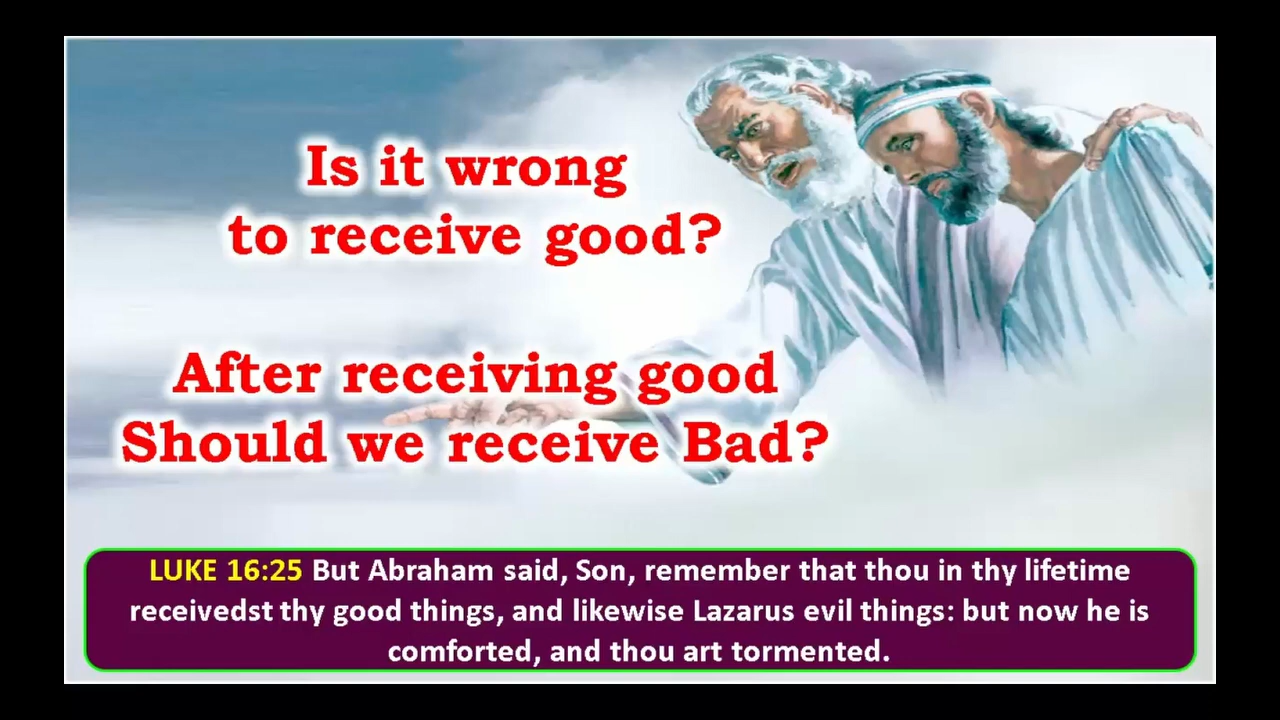 Is it wrong
to receive good?
After receiving good
Should we receive Bad?
LUKE 16:25 But Abraham said, Son, remember that thou in thy lifetime
receivedst thy good things, and likewise Lazarus evil things: but now he is
comforted, and thou art tormented.